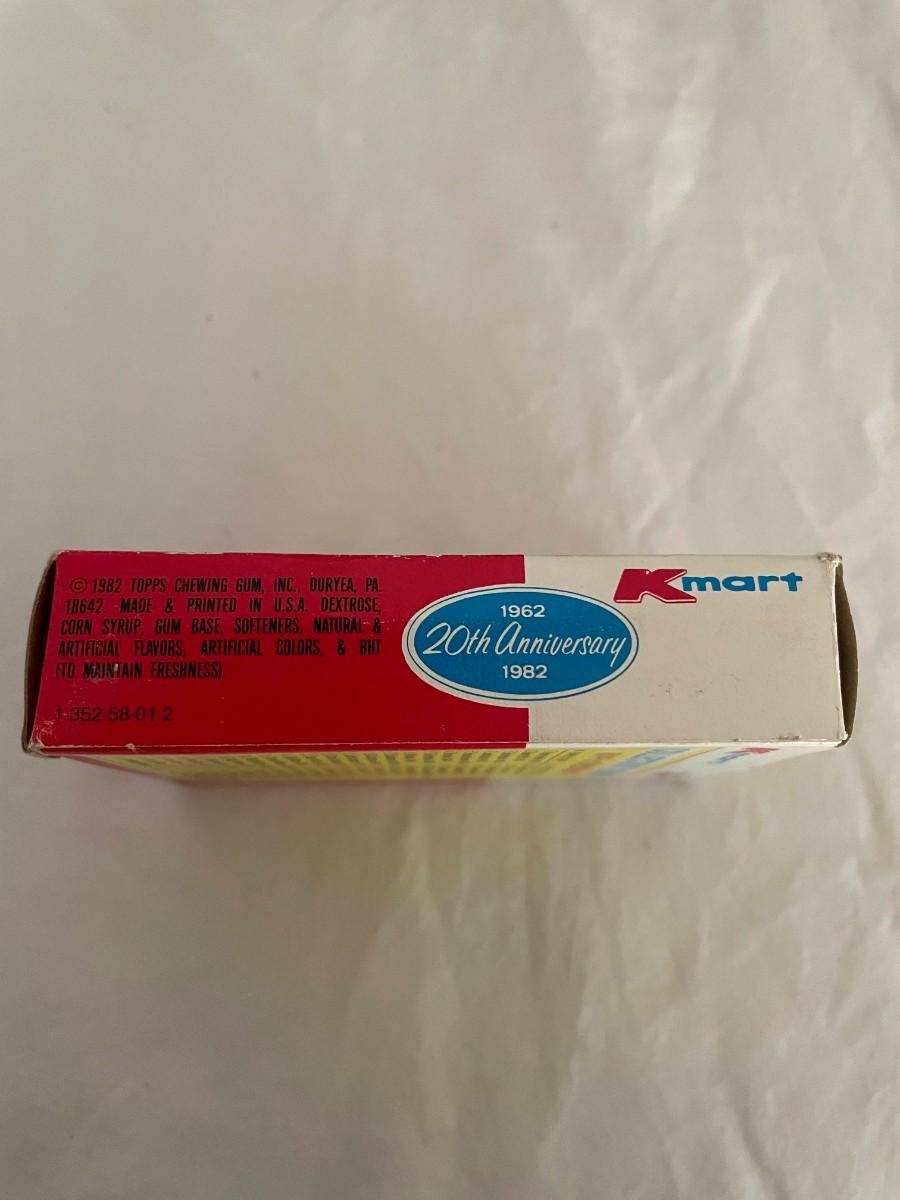 © 1982 TOPPS CHEWING GUM, INC., DURYEA, PA.
18642. MADE & PRINTED IN U.S.A. DEXTROSE,
CORN SYRUP, GUM BASE, SOFTENERS, NATURAL &
ARTIFICIAL FLAVORS, ARTIFICIAL COLORS, & BHT
(TO MAINTAIN FRESHNESS).
1-352-58-01-2
1962
20th Anniversary
1982
Kmart